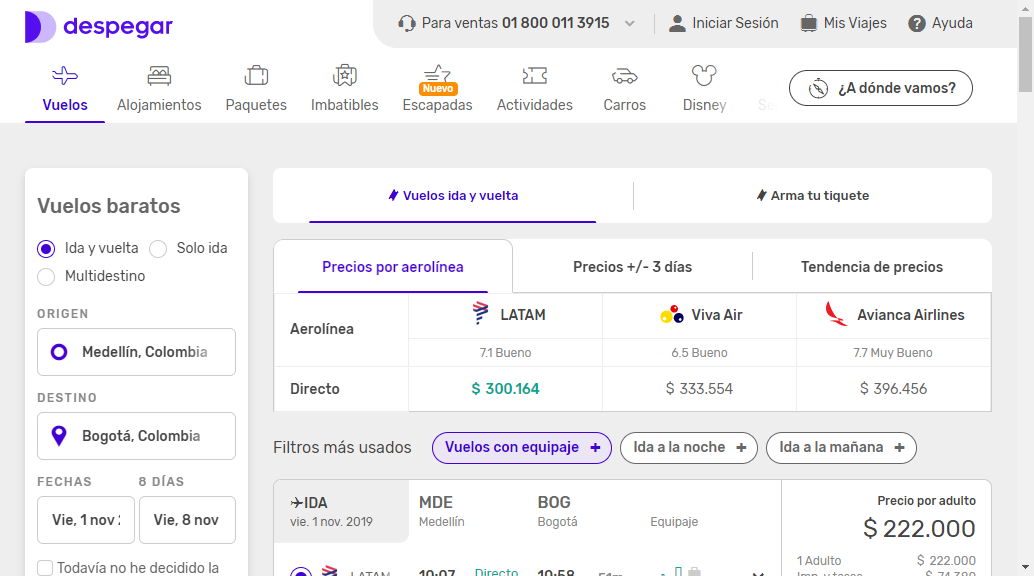 despegar
Para ventas 01 800 011 3915
Iniciar Sesión
Mis Viajes
Ayuda
Vuelos
Alojamientos
Paquetes
Imbatibles
Nuevo
Escapadas
Actividades
Carros
Disney
¿A dónde vamos?
Vuelos baratos
Ida y vuelta
Solo ida
Multidestino
ORIGEN
Medellín, Colombia
DESTINO
Bogotá, Colombia
FECHAS
8 DÍAS
Vie, 1 nov
Vie, 8 nov
Todavía no he decidido la
Vuelos ida y vuelta
Arma tu tiquete
Precios por aerolínea
Precios +/- 3 días
Tendencia de precios
Aerolínea
LATAM
Viva Air
Avianca Airlines
7.1 Bueno
6.5 Bueno
7.7 Muy Bueno
Directo
$ 300.164
$ 333.554
$ 396.456
Filtros más usados
Vuelos con equipaje +
Ida a la noche +
Ida a la mañana +
IDA
vie. 1 nov. 2019
MDE
Medellín
BOG
Bogotá
Equipaje
LATAM
10:07
Directo
10:58
51m
Precio por adulto
$ 222.000
1 Adulto
$ 222.000
Imp. y tasas